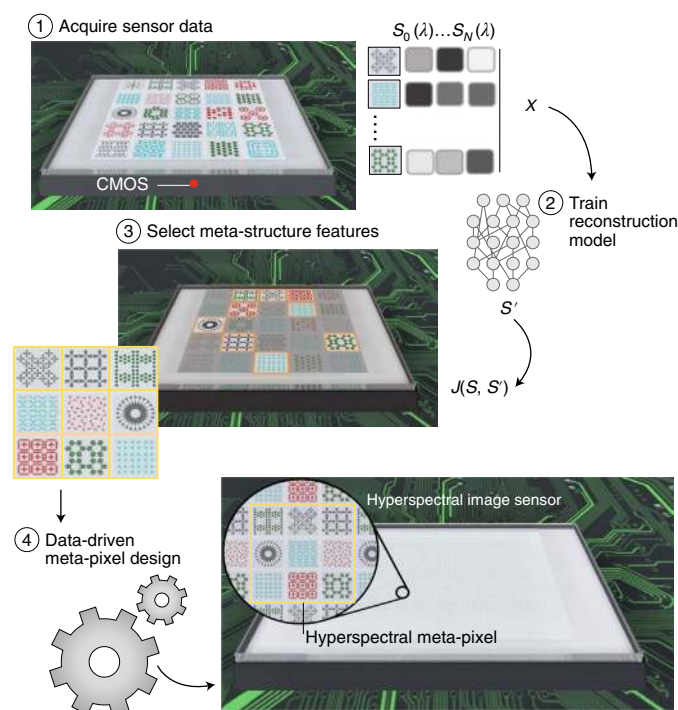 1 Acquire sensor data
S0(λ)…SN(λ)
CMOS
X
2 Train
reconstruction
model
3 Select meta-structure features
S′
J(S, S′)
4 Data-driven
meta-pixel design
Hyperspectral image sensor
Hyperspectral meta-pixel